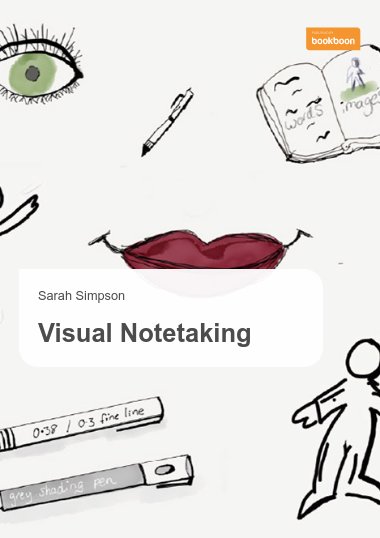 bookboon
words
images
Sarah Simpson
Visual Notetaking
0.38 / 0.3 fine line
grey shading pen